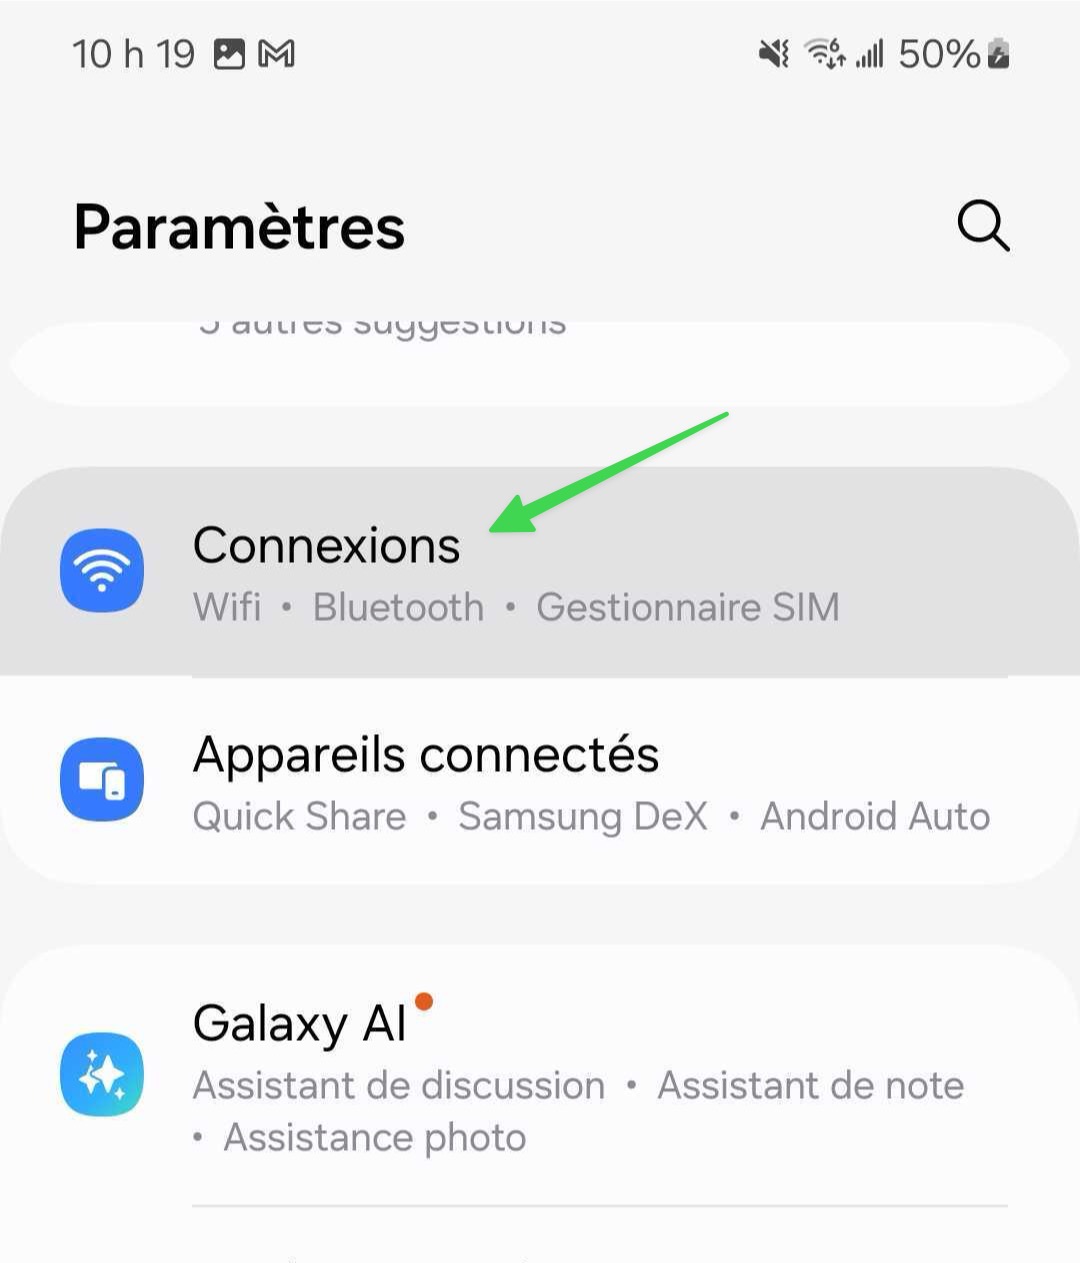 10 h 19 50%
Paramètres
autres suggestions
Connexions
Wifi • Bluetooth • Gestionnaire SIM
Appareils connectés
Quick Share • Samsung DeX • Android Auto
Galaxy AI
Assistant de discussion • Assistant de note
• Assistance photo